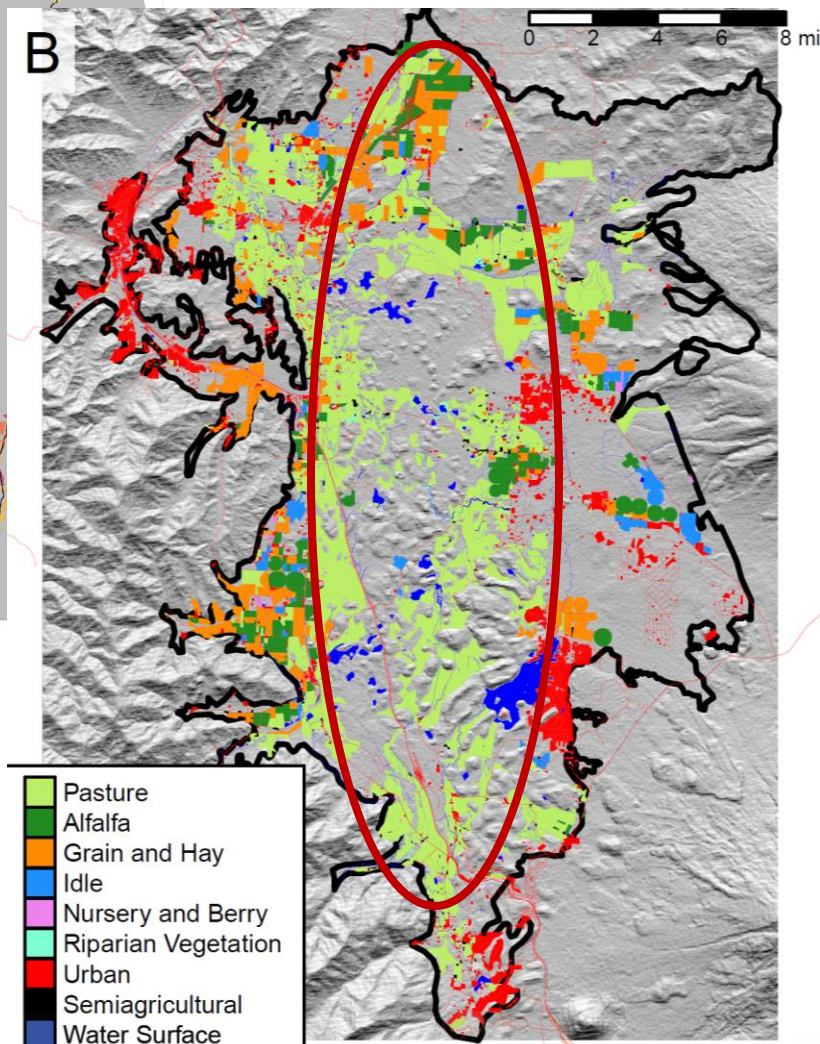 B
0 2 4 6 8 mi
Pasture
Alfalfa
Grain and Hay
Idle
Nursery and Berry
Riparian Vegetation
Urban
Semiagricultural
Water Surface